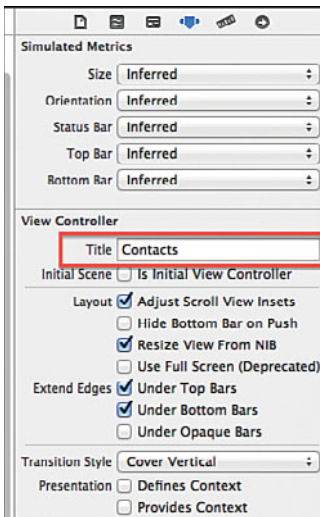 Simulated Metrics
Size Inferred
Orientation Inferred
Status Bar Inferred
Top Bar Inferred
Bottom Bar Inferred
View Controller
Title Contacts
Initial Scene Is Initial View Controller
Layout Adjust Scroll View Insets
Hide Bottom Bar on Push
Resize View From NIB
Use Full Screen (Deprecated)
Extend Edges Under Top Bars
Under Bottom Bars
Under Opaque Bars
Transition Style Cover Vertical
Presentation Defines Context
Provides Context